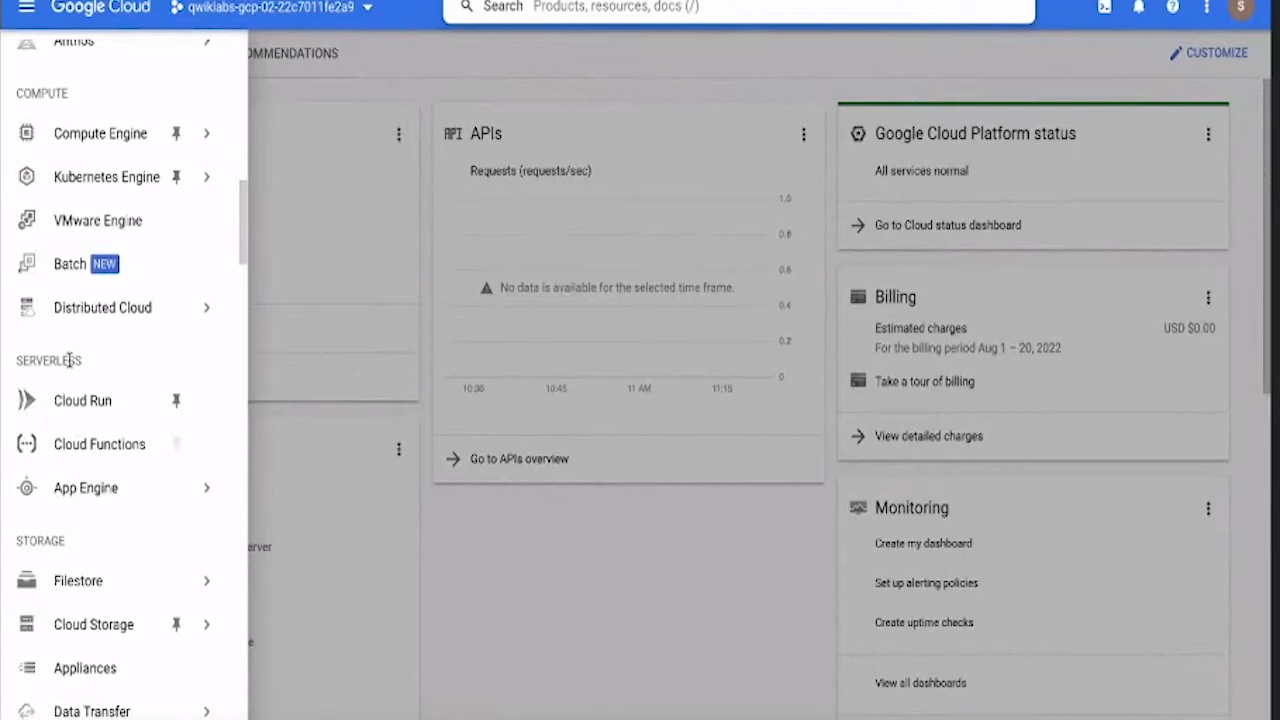 Google Cloud
qwiklabs-gcp-02-22c7011fe2a9
Search Products, resources, docs (/)
S
Anthos
COMPUTE
Compute Engine
Kubernetes Engine
VMware Engine
Batch NEW
Distributed Cloud
SERVERLESS
Cloud Run
Cloud Functions
App Engine
STORAGE
Filestore
Cloud Storage
Appliances
Data Transfer
OMMENDATIONS
CUSTOMIZE
erver
e
API APIs
Requests (requests/sec)
1.0
0.8
0.6
No data is available for the selected time frame.
0.4
0.2
0
10:30 10:45 11 AM 11:15
Go to APIs overview
Google Cloud Platform status
All services normal
Go to Cloud status dashboard
Billing
Estimated charges USD $0.00
For the billing period Aug 1 – 20, 2022
Take a tour of billing
View detailed charges
Monitoring
Create my dashboard
Set up alerting policies
Create uptime checks
View all dashboards